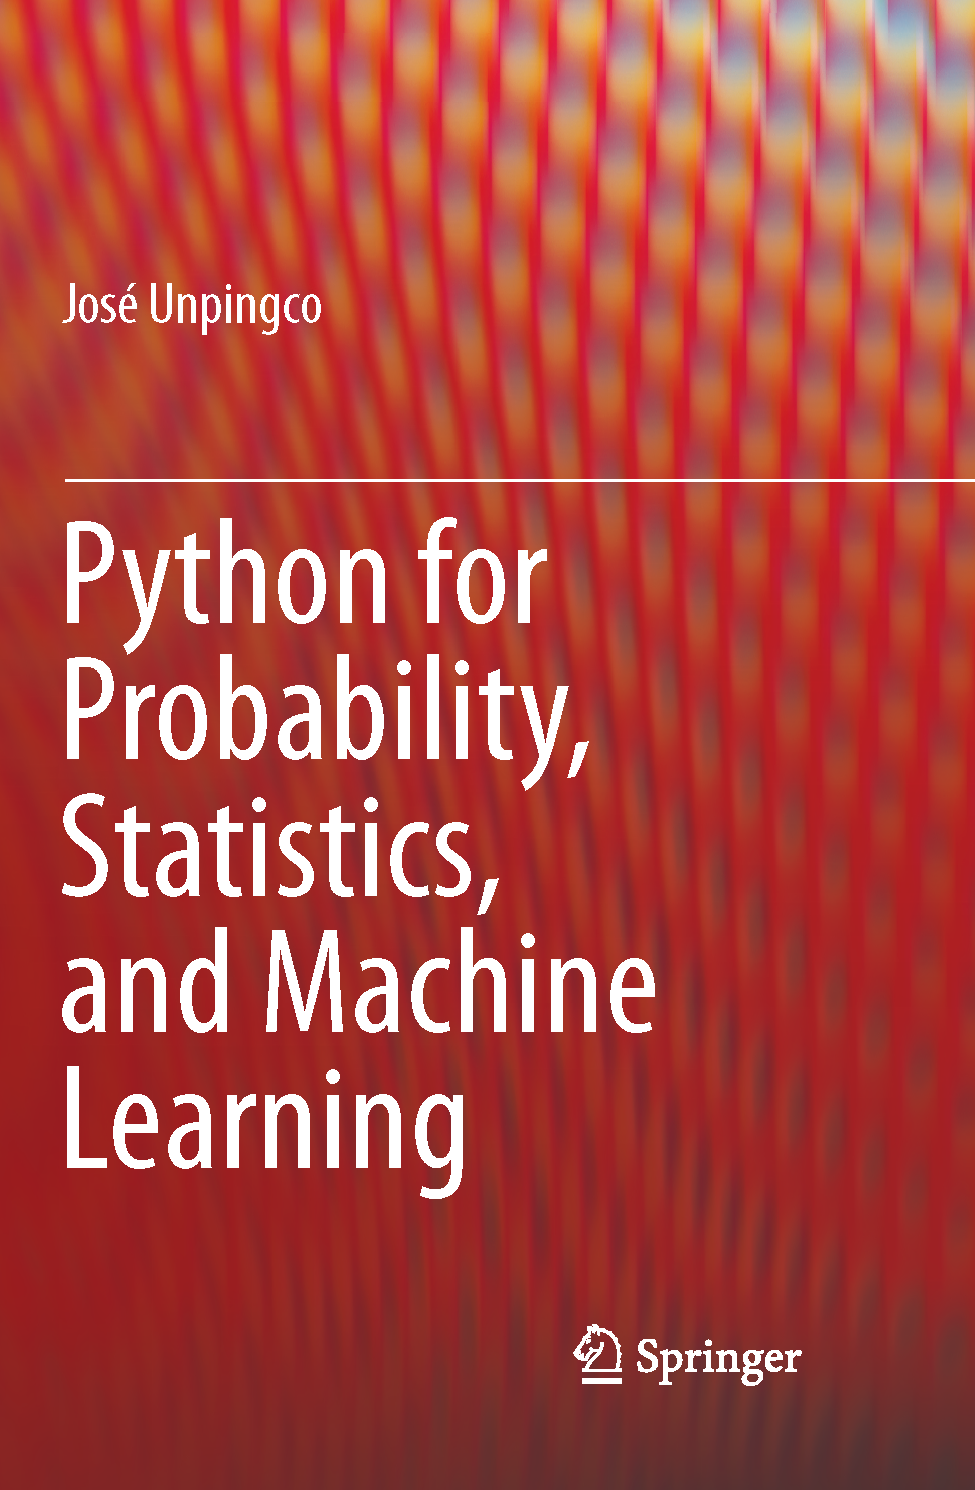 José Unpingco
Python for
Probability,
Statistics,
and Machine
Learning
Springer